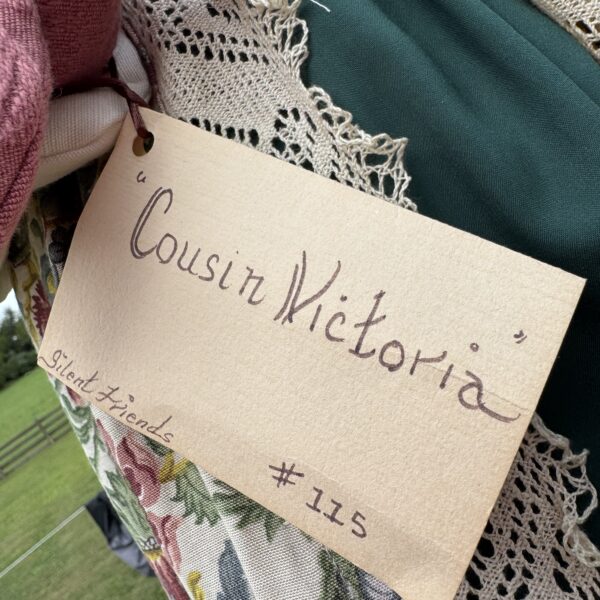 "Cousin Victoria"
Silent Friends
#115